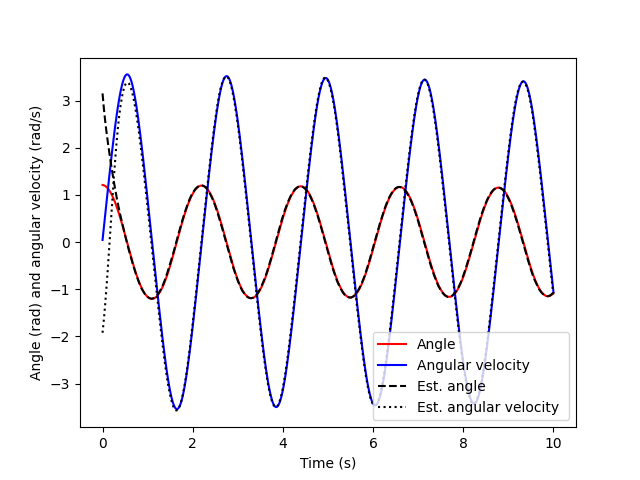 Angle (rad) and angular velocity (rad/s)
3
2
1
0
−1
−2
−3
0
2
4
6
8
10
Time (s)
Angle
Angular velocity
Est. angle
Est. angular velocity